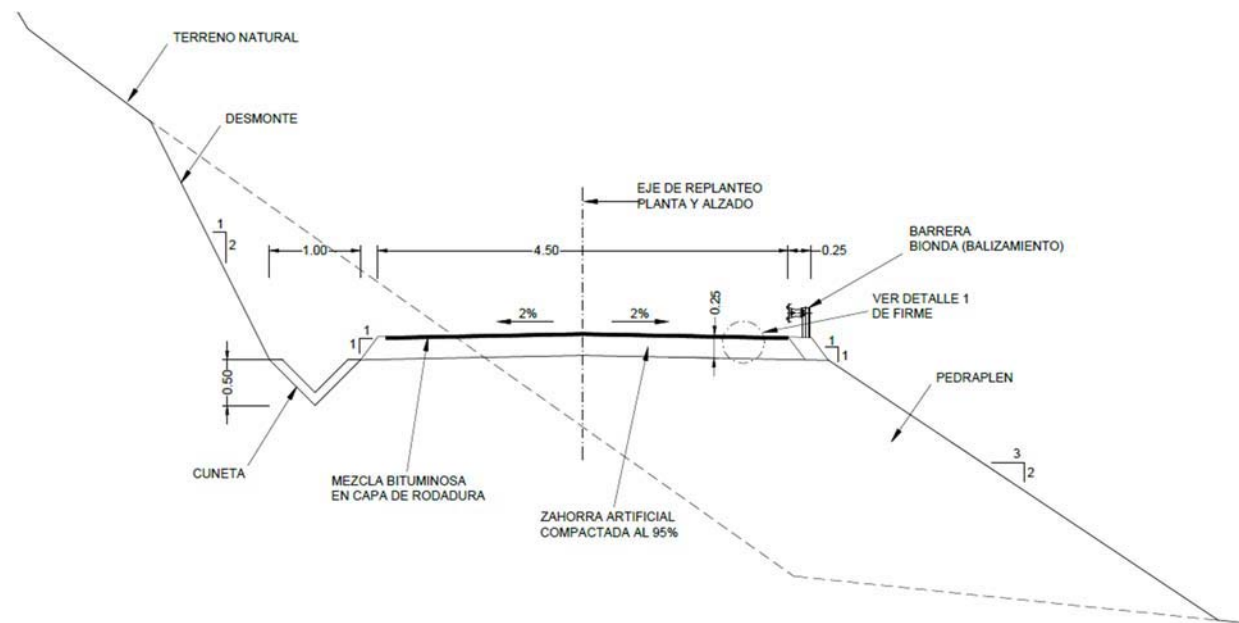 TERRENO NATURAL
DESMONTE
EJE DE REPLANTEO
PLANTA Y ALZADO
BARRERA
BIONDA (BALIZAMIENTO)
1
2
1.00
4.50
0.25
VER DETALLE 1
DE FIRME
2%
2%
0.25
1
1
1
1
0.50
PEDRAPLEN
CUNETA
MEZCLA BITUMINOSA
EN CAPA DE RODADURA
3
2
ZAHORRA ARTIFICIAL
COMPACTADA AL 95%